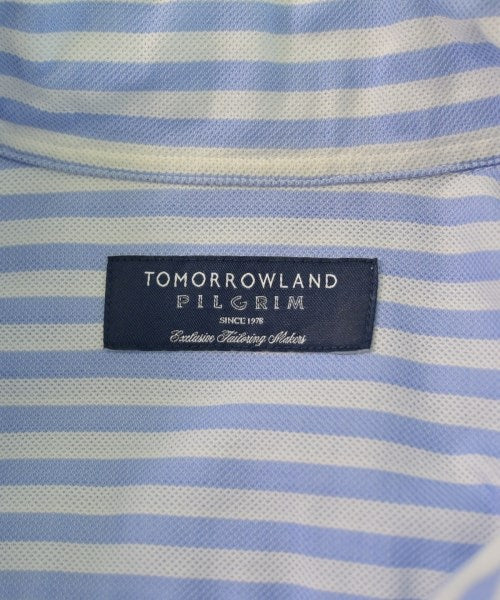 TOMORROWLAND
PILGRIM
SINCE 1978
Exclusive Tailoring Makers